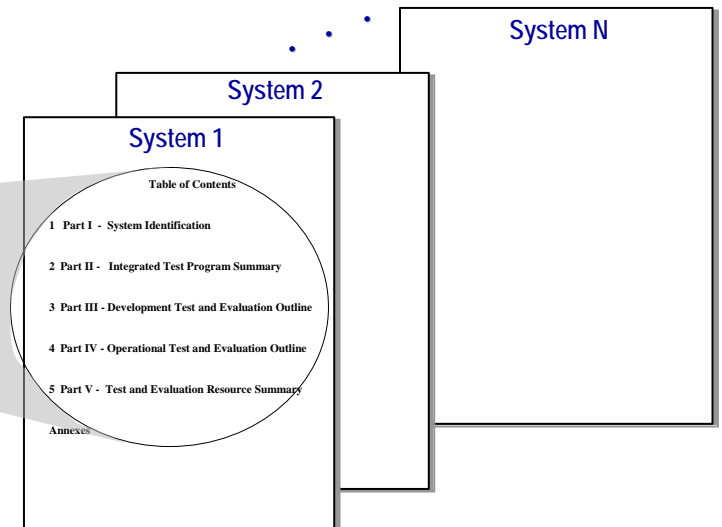 System N
System 2
System 1
Table of Contents
1 Part I - System Identification
2 Part II - Integrated Test Program Summary
3 Part III - Development Test and Evaluation Outline
4 Part IV - Operational Test and Evaluation Outline
5 Part V - Test and Evaluation Resource Summary
Annexes